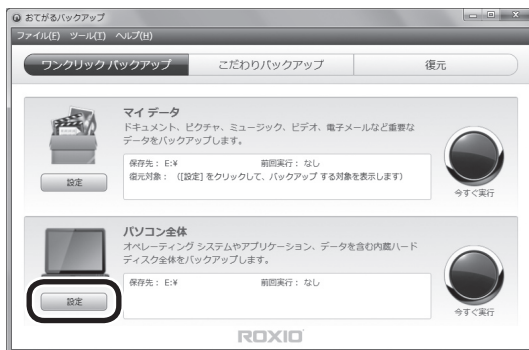 おてがるバックアップ
ファイル(F) ツール(T) ヘルプ(H)
ワンクリック バックアップ こだわりバックアップ 復元
マイ データ
ドキュメント、ピクチャ、ミュージック、ビデオ、電子メールなど重要な
データをバックアップします。
保存先： E:¥ 前回実行： なし
復元対象： （[設定] をクリックして、バックアップ する対象を表示します）
設定
今すぐ実行
パソコン全体
オペレーティング システムやアプリケーション、データを含む内蔵ハード
ディスク全体をバックアップします。
保存先： E:¥ 前回実行： なし
設定
今すぐ実行
ROXIO